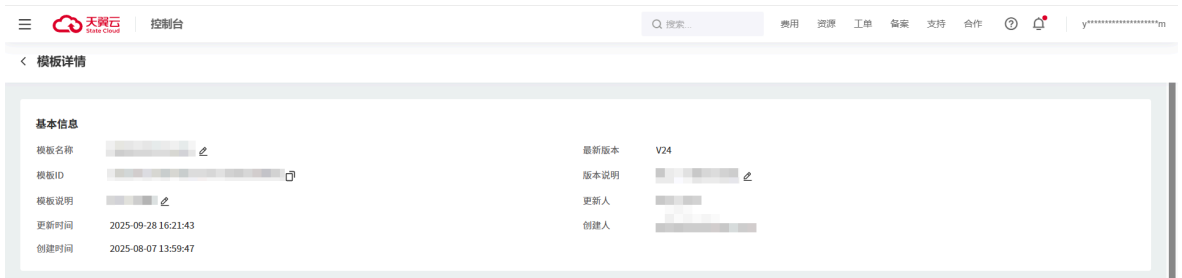 天翼云 State Cloud 控制台 搜索... 费用 资源 工单 备案 支持 合作 y********************m
模板详情
基本信息
模板名称 最新版本 V24
模板ID 版本说明
模板说明 更新人
更新时间 2025-09-28 16:21:43 创建人
创建时间 2025-08-07 13:59:47